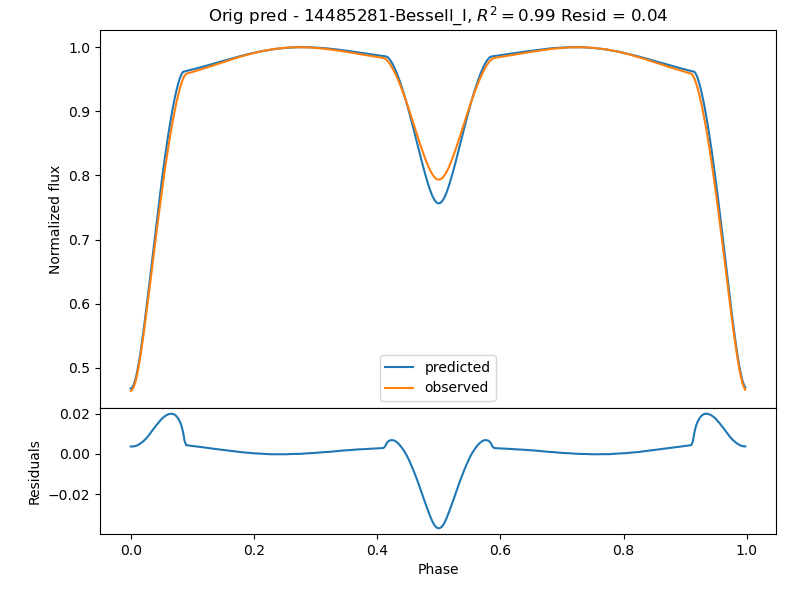 Orig pred - 14485281-Bessell_I, R² = 0.99 Resid = 0.04
1.0
0.9
0.8
0.7
0.6
0.5
Normalized flux
predicted
observed
0.02
0.00
−0.02
Residuals
0.0 0.2 0.4 0.6 0.8 1.0
Phase